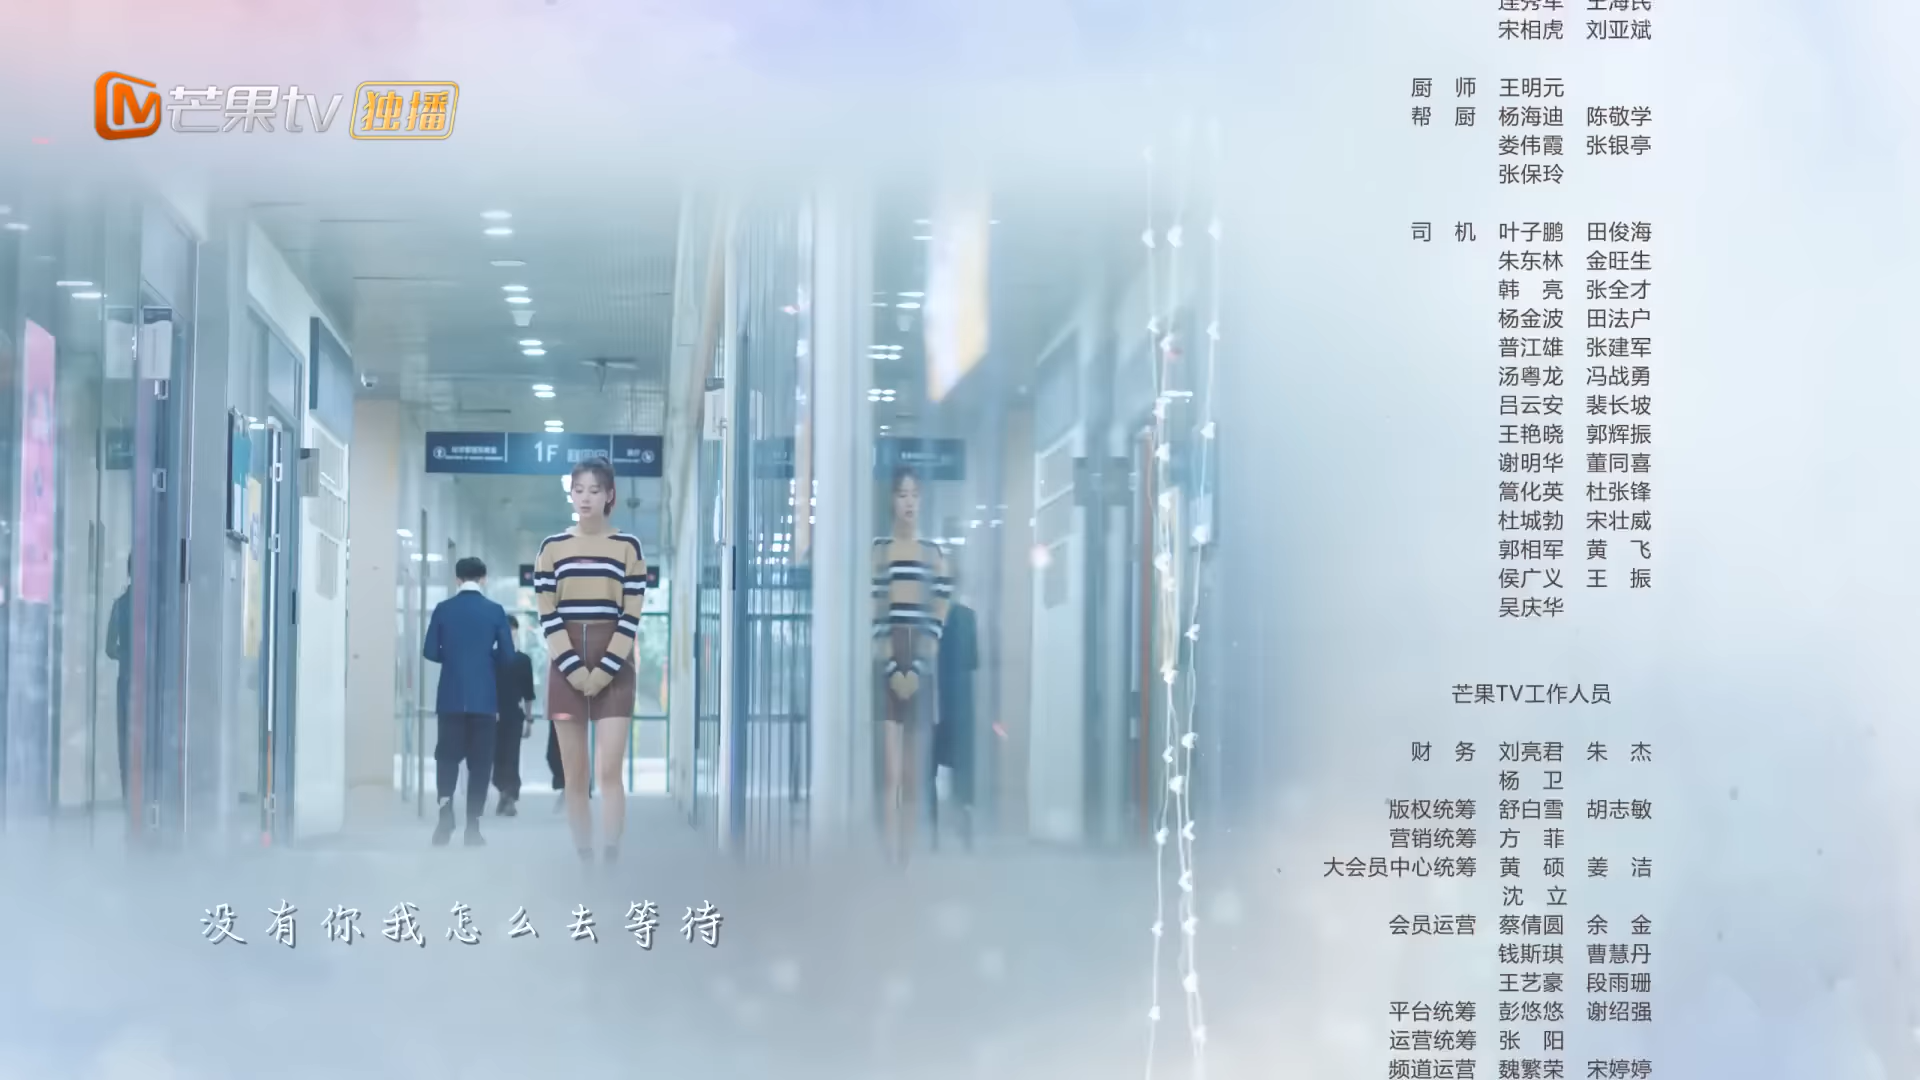 芒果tv 独播
1F
没有你我怎么去等待
宋相虎 刘亚斌
厨 师 王明元
帮 厨 杨海迪 陈敬学
娄伟霞 张银亭
张保玲
司 机 叶子鹏 田俊海
朱东林 金旺生
韩 亮 张全才
杨金波 田法户
普江雄 张建军
汤粤龙 冯战勇
吕云安 裴长坡
王艳晓 郭辉振
谢明华 董同喜
篙化英 杜张锋
杜城勃 宋壮威
郭相军 黄 飞
侯广义 王 振
吴庆华
芒果TV工作人员
财 务 刘亮君 朱 杰
杨 卫
版权统筹 舒白雪 胡志敏
营销统筹 方 菲
大会员中心统筹 黄 硕 姜 洁
沈 立
会员运营 蔡倩圆 余 金
钱斯琪 曹慧丹
王艺豪 段雨珊
平台统筹 彭悠悠 谢绍强
运营统筹 张 阳
频道运营 魏繁荣 宋婷婷